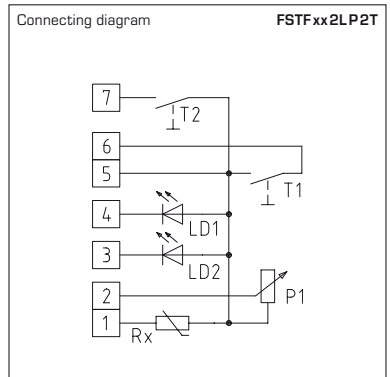 Connecting diagram FSTFxx2LP2T
7
T2
6
5
T1
4
LD1
3
LD2
2
P1
1
Rx